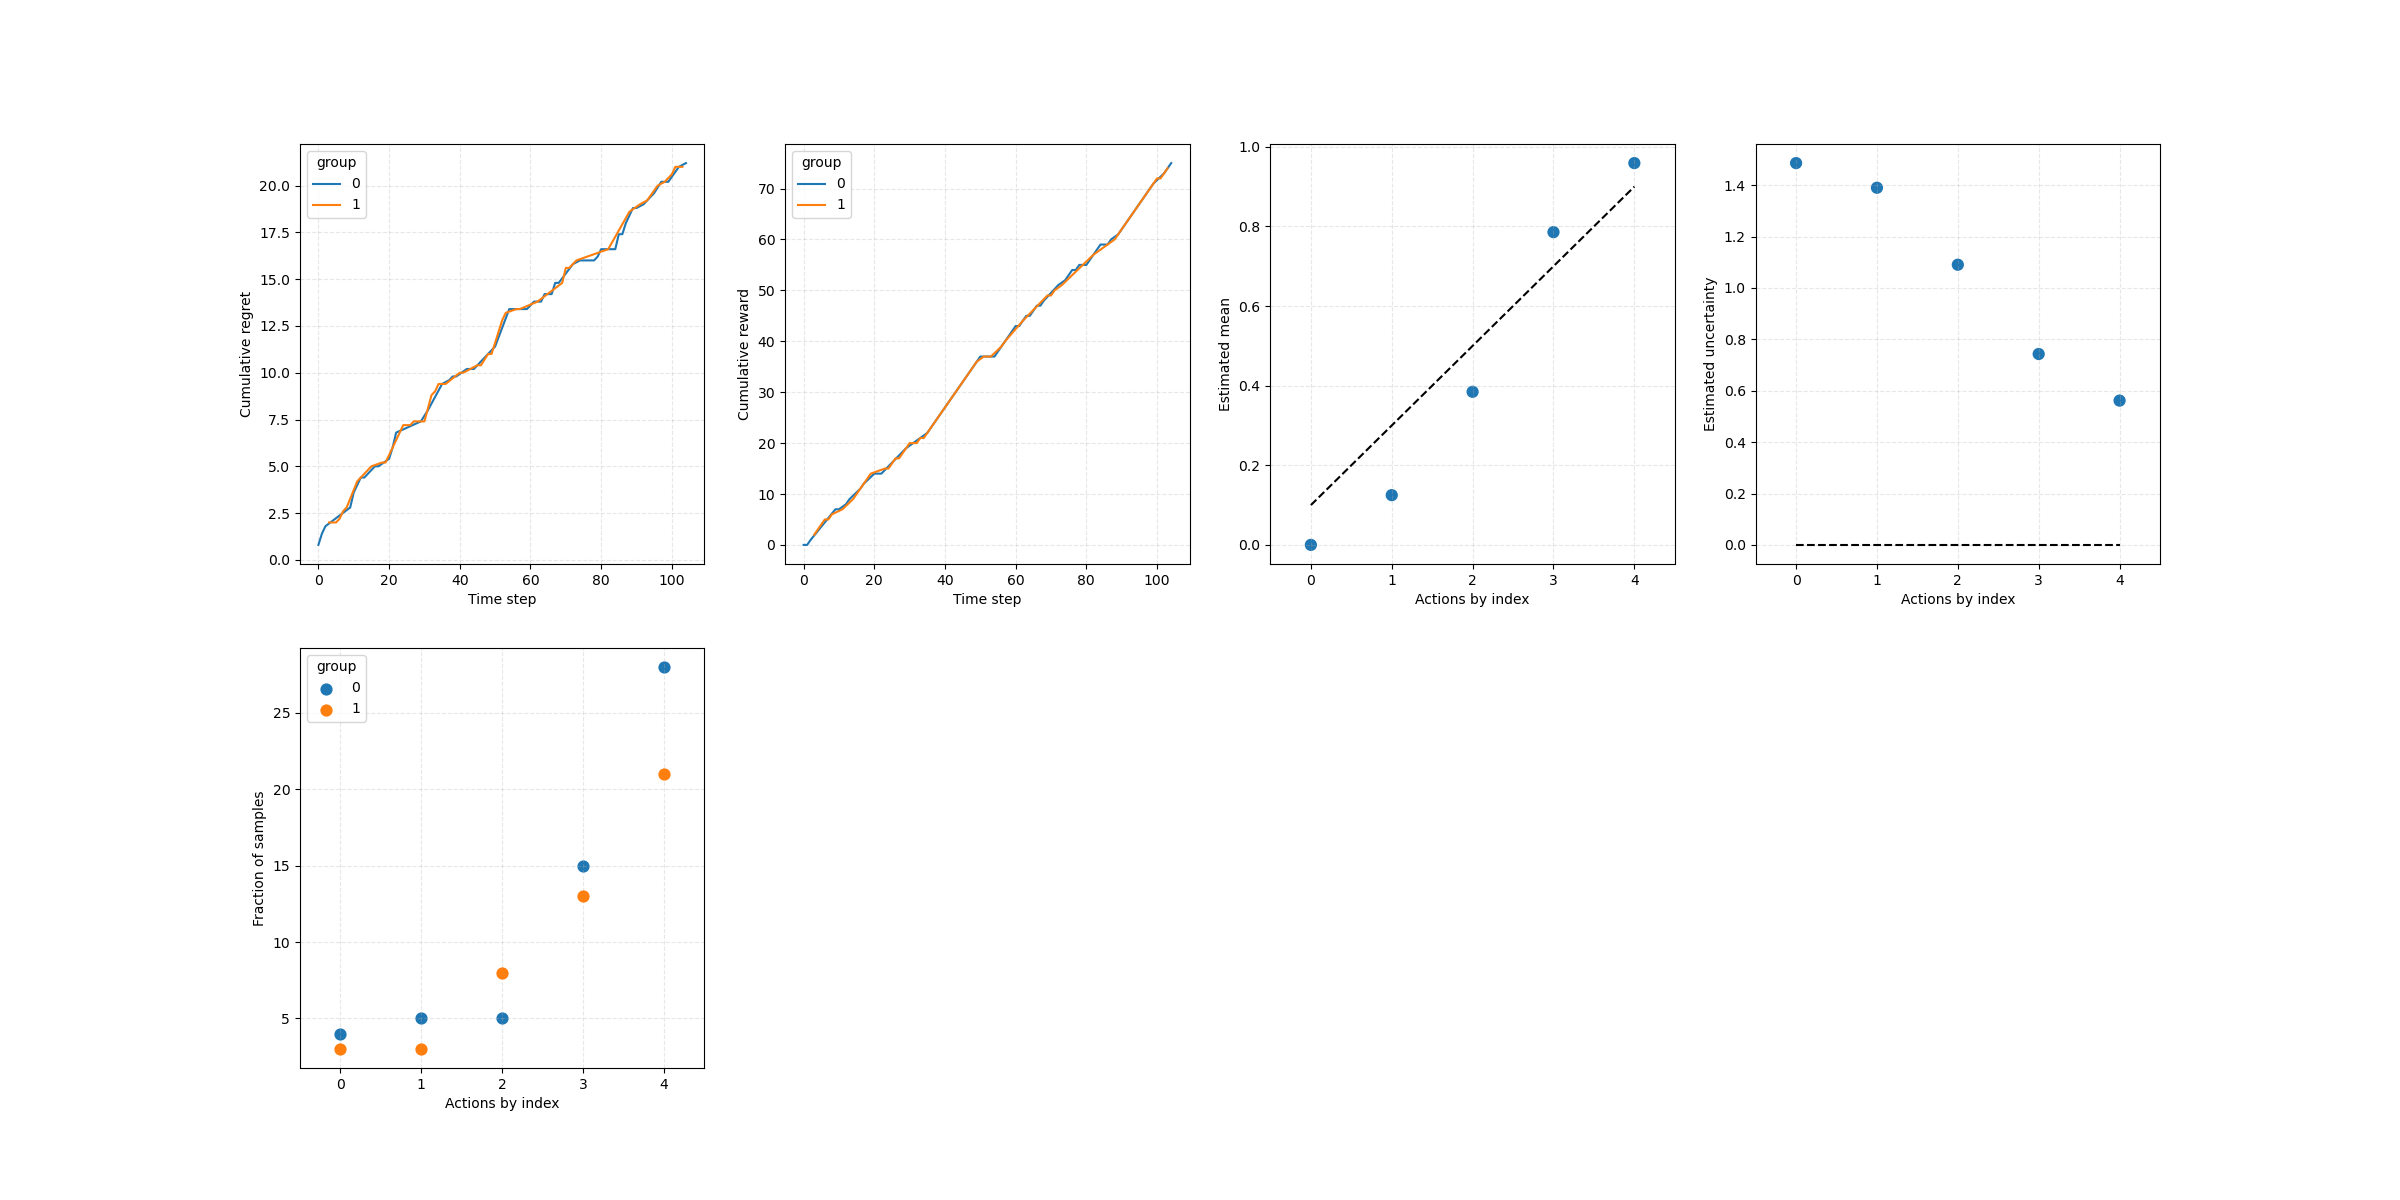 group
0
1
20.0
17.5
15.0
12.5
10.0
7.5
5.0
2.5
0.0
Cumulative regret
0 20 40 60 80 100
Time step
group
0
1
70
60
50
40
30
20
10
0
Cumulative reward
0 20 40 60 80 100
Time step
1.0
0.8
0.6
0.4
0.2
0.0
Estimated mean
0 1 2 3 4
Actions by index
1.4
1.2
1.0
0.8
0.6
0.4
0.2
0.0
Estimated uncertainty
0 1 2 3 4
Actions by index
group
0
1
25
20
15
10
5
Fraction of samples
0 1 2 3 4
Actions by index